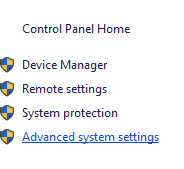 Control Panel Home
Device Manager
Remote settings
System protection
Advanced system settings